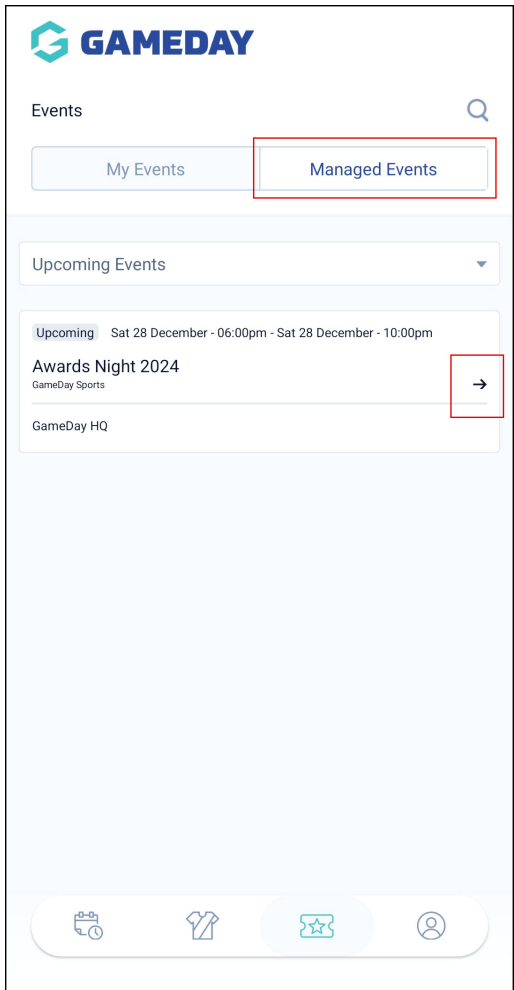 GAMEDAY
Events
My Events
Managed Events
Upcoming Events
Upcoming Sat 28 December - 06:00pm - Sat 28 December - 10:00pm
Awards Night 2024
GameDay Sports
GameDay HQ